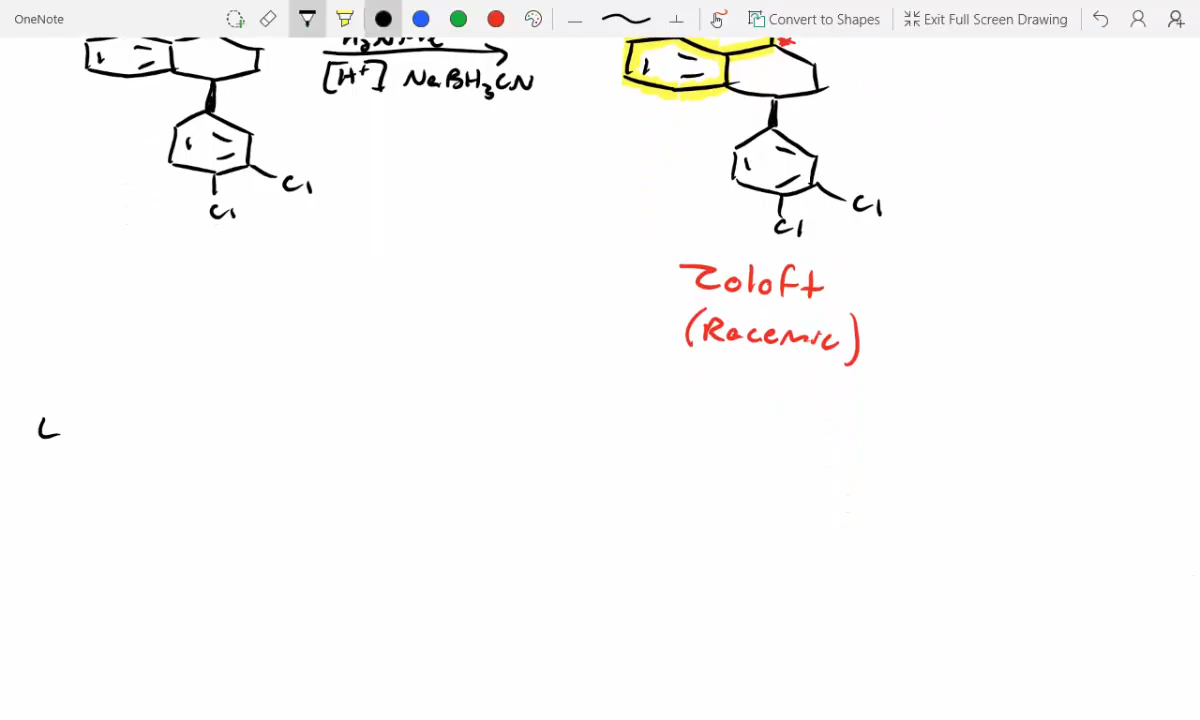 OneNote
Convert to Shapes
Exit Full Screen Drawing
[H+] NaBH3CN
Cl
Cl
Cl
Cl
Zoloft
(Racemic)